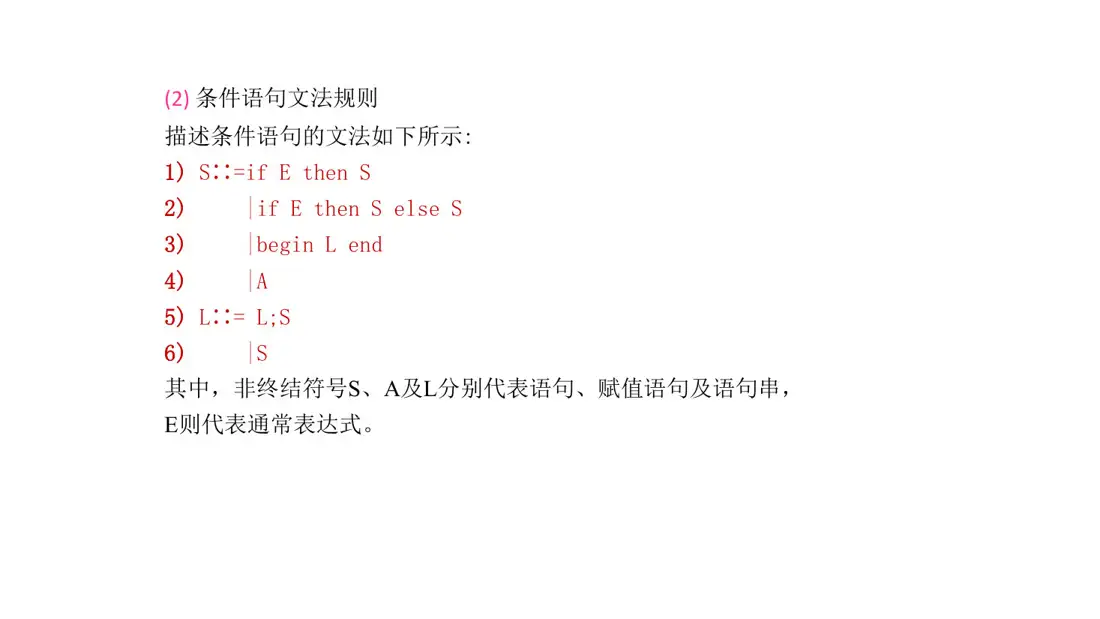 (2) 条件语句文法规则
描述条件语句的文法如下所示:
1) S::=if E then S
2) |if E then S else S
3) |begin L end
4) |A
5) L::= L;S
6) |S
其中，非终结符号S、A及L分别代表语句、赋值语句及语句串，
E则代表通常表达式。